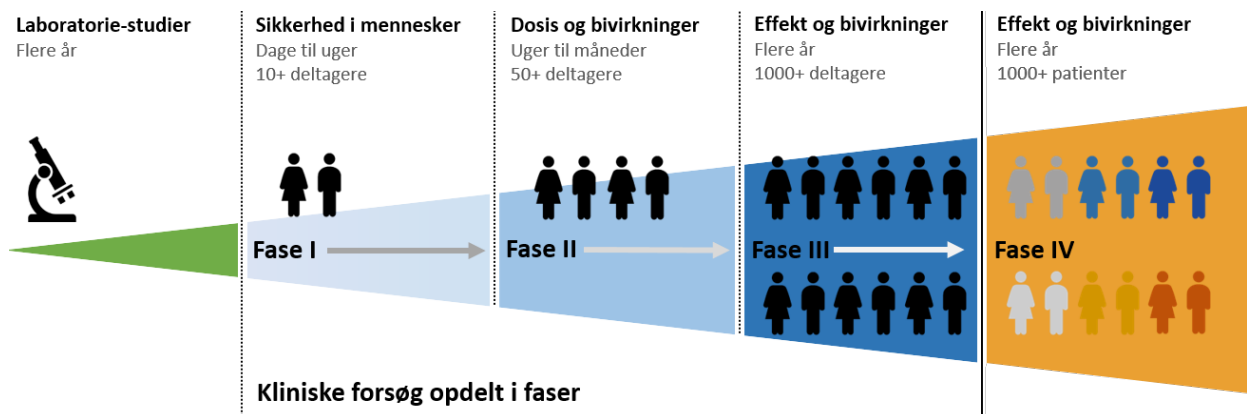 Laboratorie-studier
Flere år
Sikkerhed i mennesker
Dage til uger
10+ deltagere
Dosis og bivirkninger
Uger til måneder
50+ deltagere
Effekt og bivirkninger
Flere år
1000+ deltagere
Effekt og bivirkninger
Flere år
1000+ patienter
Fase I
Fase II
Fase III
Fase IV
Kliniske forsøg opdelt i faser